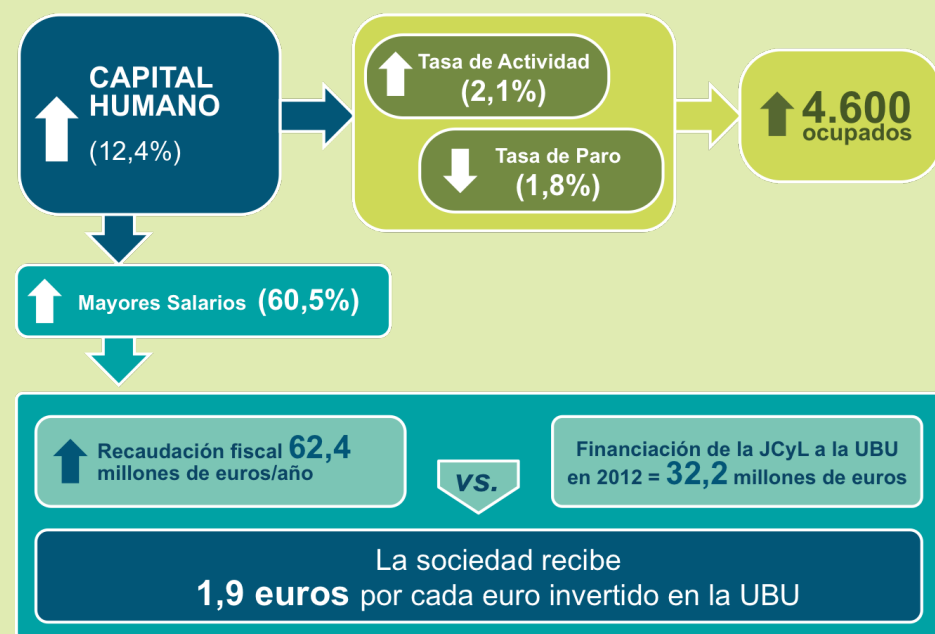 CAPITAL
HUMANO
(12,4%)
Tasa de Actividad
(2,1%)
Tasa de Paro
(1,8%)
4.600
ocupados
Mayores Salarios (60,5%)
Recaudación fiscal 62,4
millones de euros/año
vs.
Financiación de la JCyL a la UBU
en 2012 = 32,2 millones de euros
La sociedad recibe
1,9 euros por cada euro invertido en la UBU